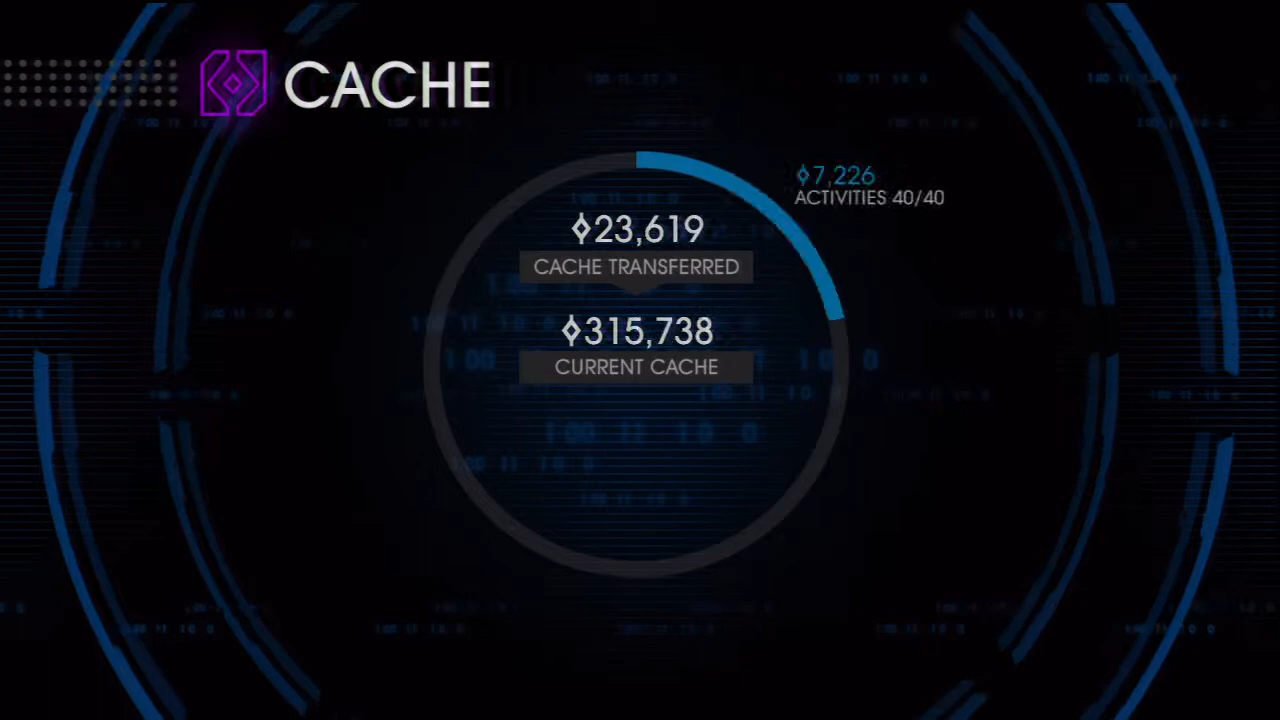 CACHE
7,226
ACTIVITIES 40/40
23,619
CACHE TRANSFERRED
315,738
CURRENT CACHE